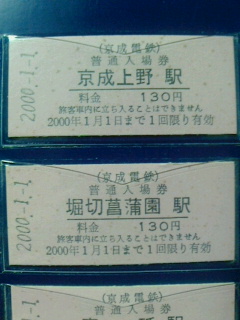 2000.-1.-1
(京成電鉄)
普通入場券
京成上野 駅
料金 130円
旅客車内に立ち入ることはできません
2000年1月1日まで1回限り有効
2000.-1.-1
(京成電鉄)
普通入場券
堀切菖蒲園 駅
料金 130円
旅客車内に立ち入ることはできません
2000年1月1日まで1回限り有効
(京成電鉄)
普通入場券
駅